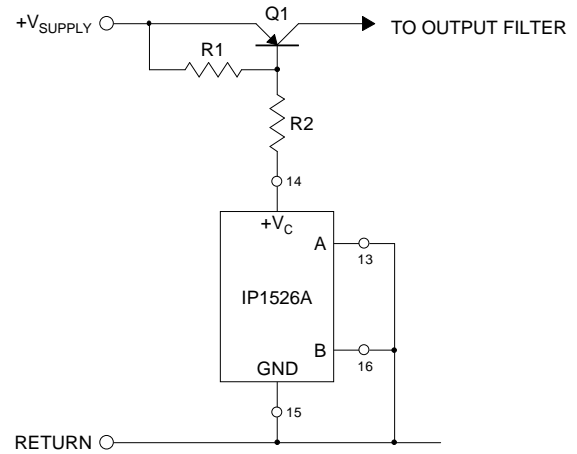 Q1
+VSUPPLY
TO OUTPUT FILTER
R1
R2
14
+VC
A
13
IP1526A
B
16
GND
15
RETURN